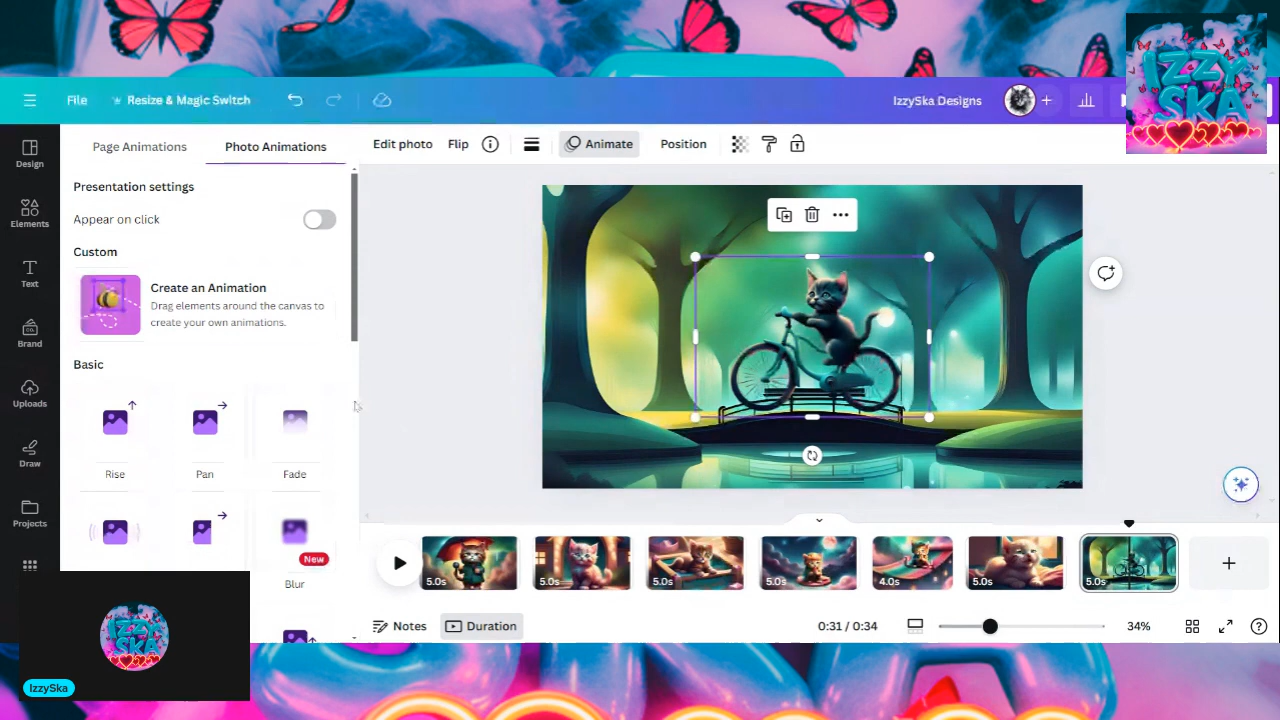 File
Resize & Magic Switch
IzzySka Designs
IZZY
SKA
Design
Elements
Text
Brand
Uploads
Draw
Projects
Page Animations
Photo Animations
Presentation settings
Appear on click
Custom
Create an Animation
Drag elements around the canvas to
create your own animations.
Basic
Rise
Pan
Fade
New
Blur
Edit photo
Flip
Animate
Position
5.0s
5.0s
5.0s
5.0s
4.0s
5.0s
5.0s
Notes
Duration
0:31 / 0:34
34%
IZZY
SKA
IzzySka